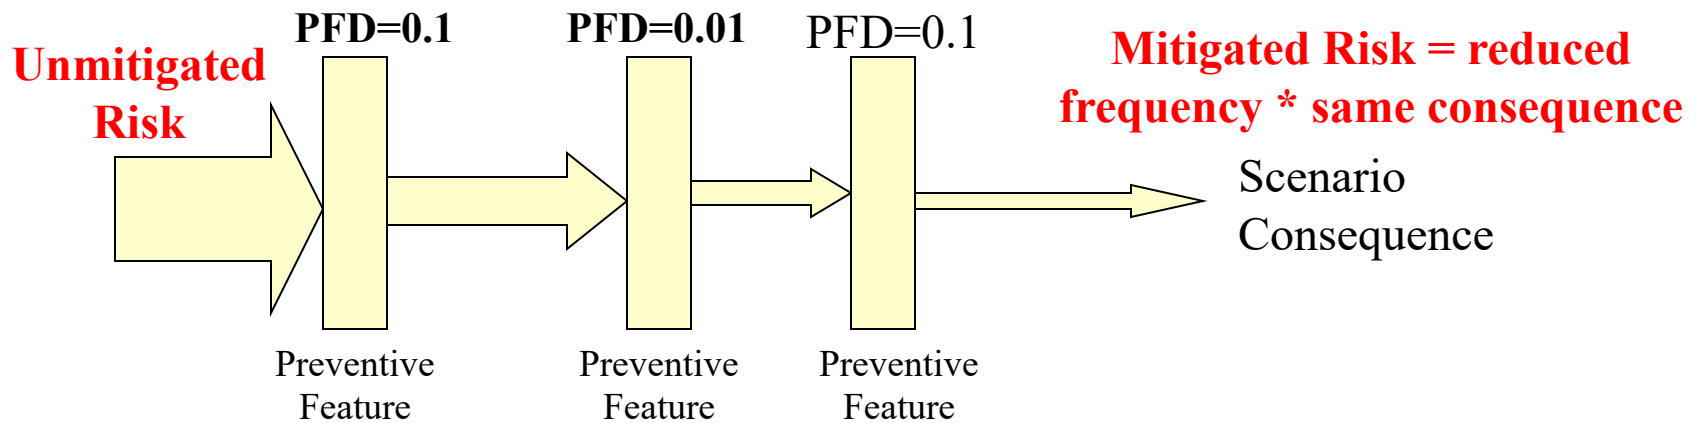 Unmitigated
Risk
PFD=0.1
PFD=0.01
PFD=0.1
Mitigated Risk = reduced
frequency * same consequence
Scenario
Consequence
Preventive
Feature
Preventive
Feature
Preventive
Feature